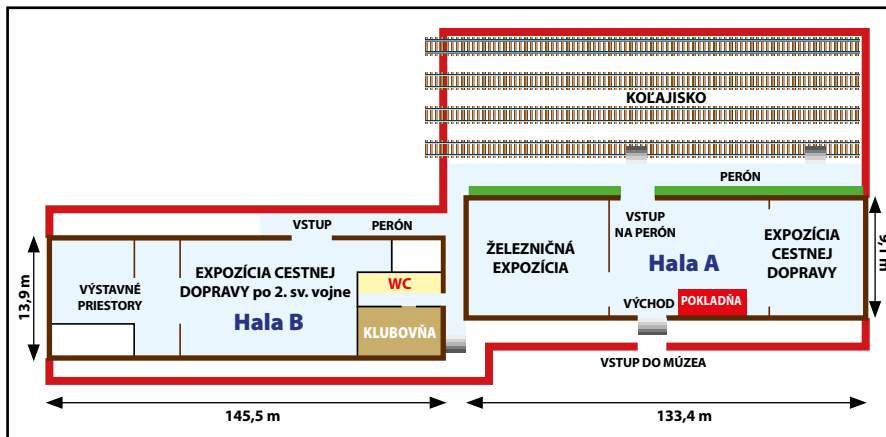 KOĽAJISKO
PERÓN
VSTUP
PERÓN
VSTUP
NA PERÓN
ŽELEZNIČNÁ
EXPOZÍCIA
Hala A
EXPOZÍCIA
CESTNEJ
DOPRAVY
VÝSTAVNÉ
PRIESTORY
EXPOZÍCIA CESTNEJ
DOPRAVY po 2. sv. vojne
Hala B
WC
KLUBOVŇA
VÝCHOD
POKLADŇA
VSTUP DO MÚZEA
13,9 m
145,5 m
133,4 m